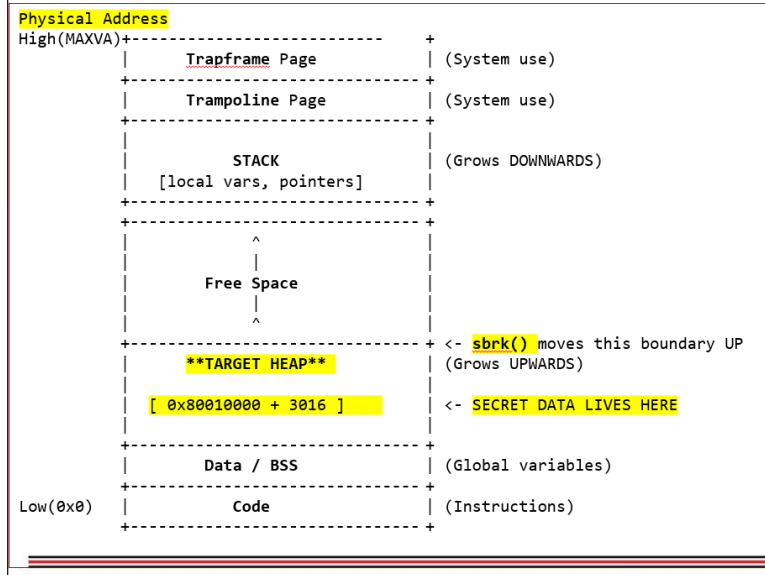 Physical Address
High(MAXVA)+--------------------------- +
| Trapframe Page | (System use)
+------------------------------- +
| Trampoline Page | (System use)
+------------------------------- +
| |
| STACK | (Grows DOWNWARDS)
| [local vars, pointers] |
+------------------------------- +
+------------------------------- +
| ^ |
| | |
| Free Space |
| | |
| ^ |
+------------------------------- + <- sbrk() moves this boundary UP
| **TARGET HEAP** | (Grows UPWARDS)
| |
| [ 0x80010000 + 3016 ] | <- SECRET DATA LIVES HERE
| |
+------------------------------- +
| Data / BSS | (Global variables)
+------------------------------- +
Low(0x0) | Code | (Instructions)
+------------------------------- +